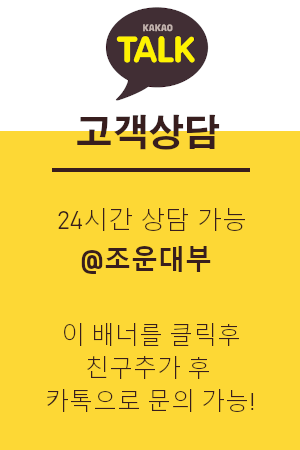 KAKAO
TALK
고객상담
24시간 상담 가능
@조운대부
이 배너를 클릭후
친구추가 후
카톡으로 문의 가능!